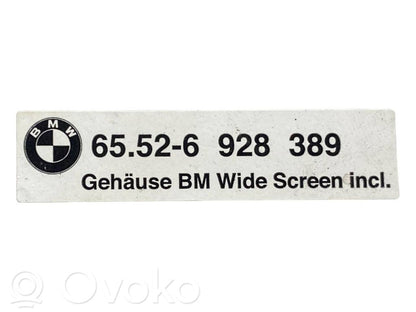 BMW
65.52-6 928 389
Gehäuse BM Wide Screen incl.
Ovoko